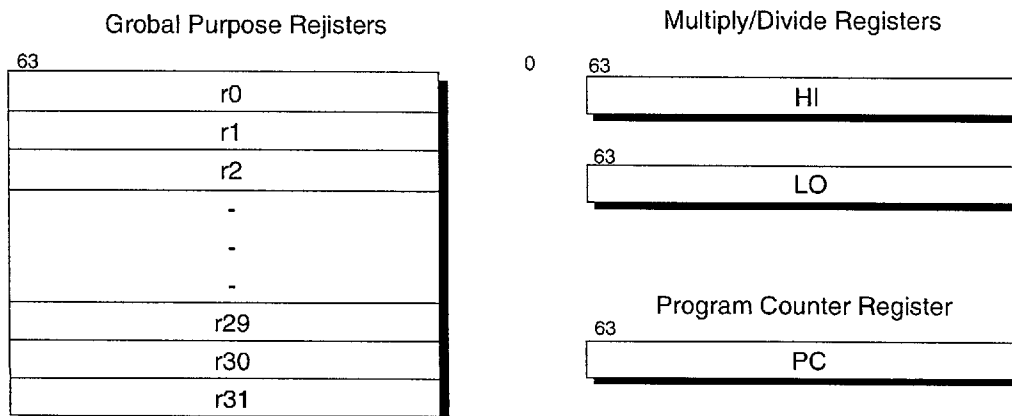 Grobal Purpose Rejisters
63
r0
r1
r2
-
-
-
r29
r30
r31
Multiply/Divide Registers
0
63
HI
63
LO
Program Counter Register
63
PC